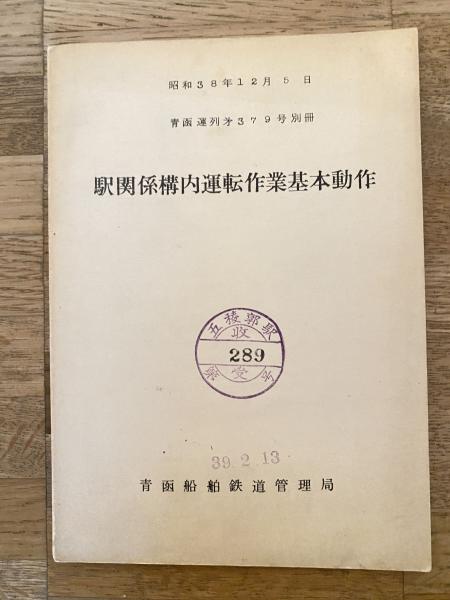 昭和38年12月5日
青函運列才379号別冊
駅関係構内運転作業基本動作
五稜郭駅
收
289
受
39.2.13
青函船舶鉄道管理局